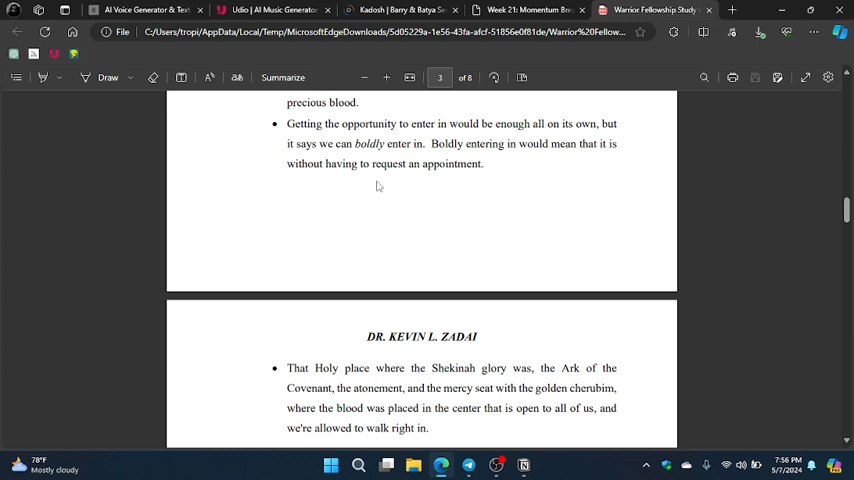 AI Voice Generator & Text
Udio | AI Music Generator
Kadosh | Barry & Batya Se
Week 21: Momentum Bre
Warrior Fellowship Study
File
C:/Users/tropi/AppData/Local/Temp/MicrosoftEdgeDownloads/5d05229a-1e56-43fa-afcf-51856e0f81de/Warrior%20Fellow...
Draw
Summarize
3
of 8
precious blood.
Getting the opportunity to enter in would be enough all on its own, but
it says we can boldly enter in. Boldly entering in would mean that it is
without having to request an appointment.
DR. KEVIN L. ZADAI
That Holy place where the Shekinah glory was, the Ark of the
Covenant, the atonement, and the mercy seat with the golden cherubim,
where the blood was placed in the center that is open to all of us, and
we're allowed to walk right in.
78°F
Mostly cloudy
7:56 PM
5/7/2024